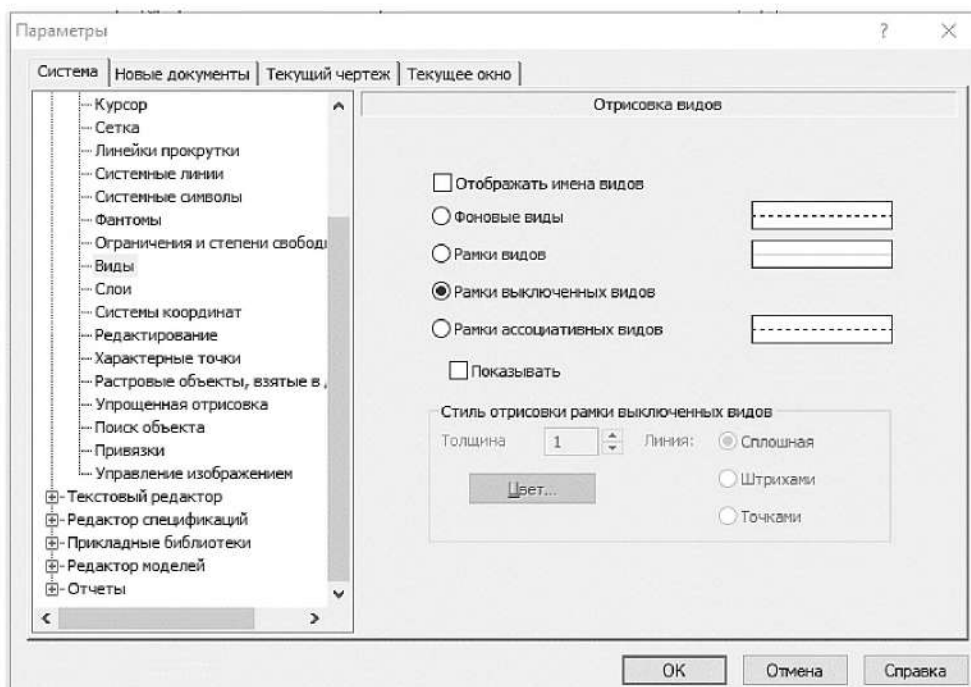 Параметры
?
Система
Новые документы
Текущий чертеж
Текущее окно
Курсор
Сетка
Линейки прокрутки
Системные линии
Системные символы
Фантомы
Ограничения и степени свободы
Виды
Слои
Системы координат
Редактирование
Характерные точки
Растровые объекты, взятые в
Упрощенная отрисовка
Поиск объекта
Привязки
Управление изображением
Текстовый редактор
Редактор спецификаций
Прикладные библиотеки
Редактор моделей
Отчеты
Отрисовка видов
Отображать имена видов
Фоновые виды
Рамки видов
Рамки выключенных видов
Рамки ассоциативных видов
Показывать
Стиль отрисовки рамки выключенных видов
Толщина 1 Линия: Сплошная
Цвет... Штрихами
Точками
OK Отмена Справка